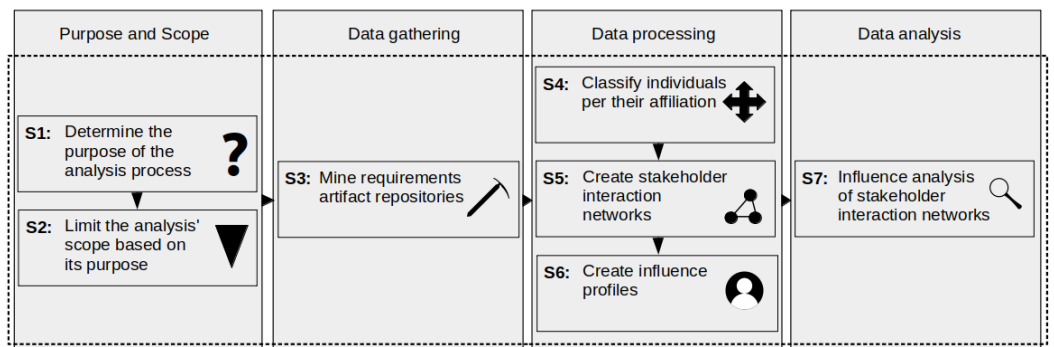 Purpose and Scope
Data gathering
Data processing
Data analysis
S1: Determine the
purpose of the
analysis process
S2: Limit the analysis'
scope based on
its purpose
S3: Mine requirements
artifact repositories
S4: Classify individuals
per their affiliation
S5: Create stakeholder
interaction
networks
S6: Create influence
profiles
S7: Influence analysis
of stakeholder
interaction networks